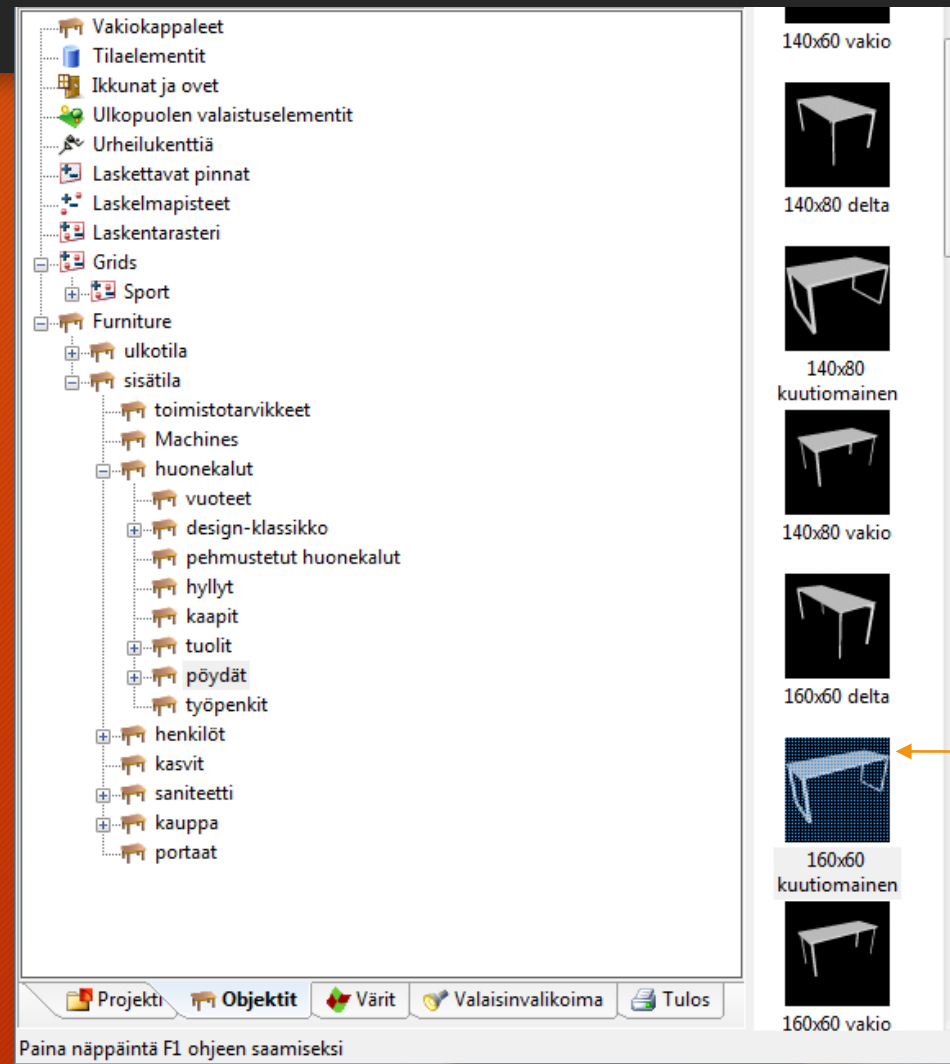 Vakiokappaleet
Tilaelementit
Ikkunat ja ovet
Ulkopuolen valaistuselementit
Urheilukenttiä
Laskettavat pinnat
Laskelmapisteet
Laskentarasteri
Grids
Sport
Furniture
ulkotila
sisätila
toimistotarvikkeet
Machines
huonekalut
vuoteet
design-klassikko
pehmustetut huonekalut
hyllyt
kaapit
tuolit
pöydät
työpenkit
henkilöt
kasvit
saniteetti
kauppa
portaat
140x60 vakio
140x80 delta
140x80
kuutiomainen
140x80 vakio
160x60 delta
160x60
kuutiomainen
160x60 vakio
Projekti Objektit Värit Valaisinvalikoima Tulos
Paina näppäintä F1 ohjeen saamiseksi